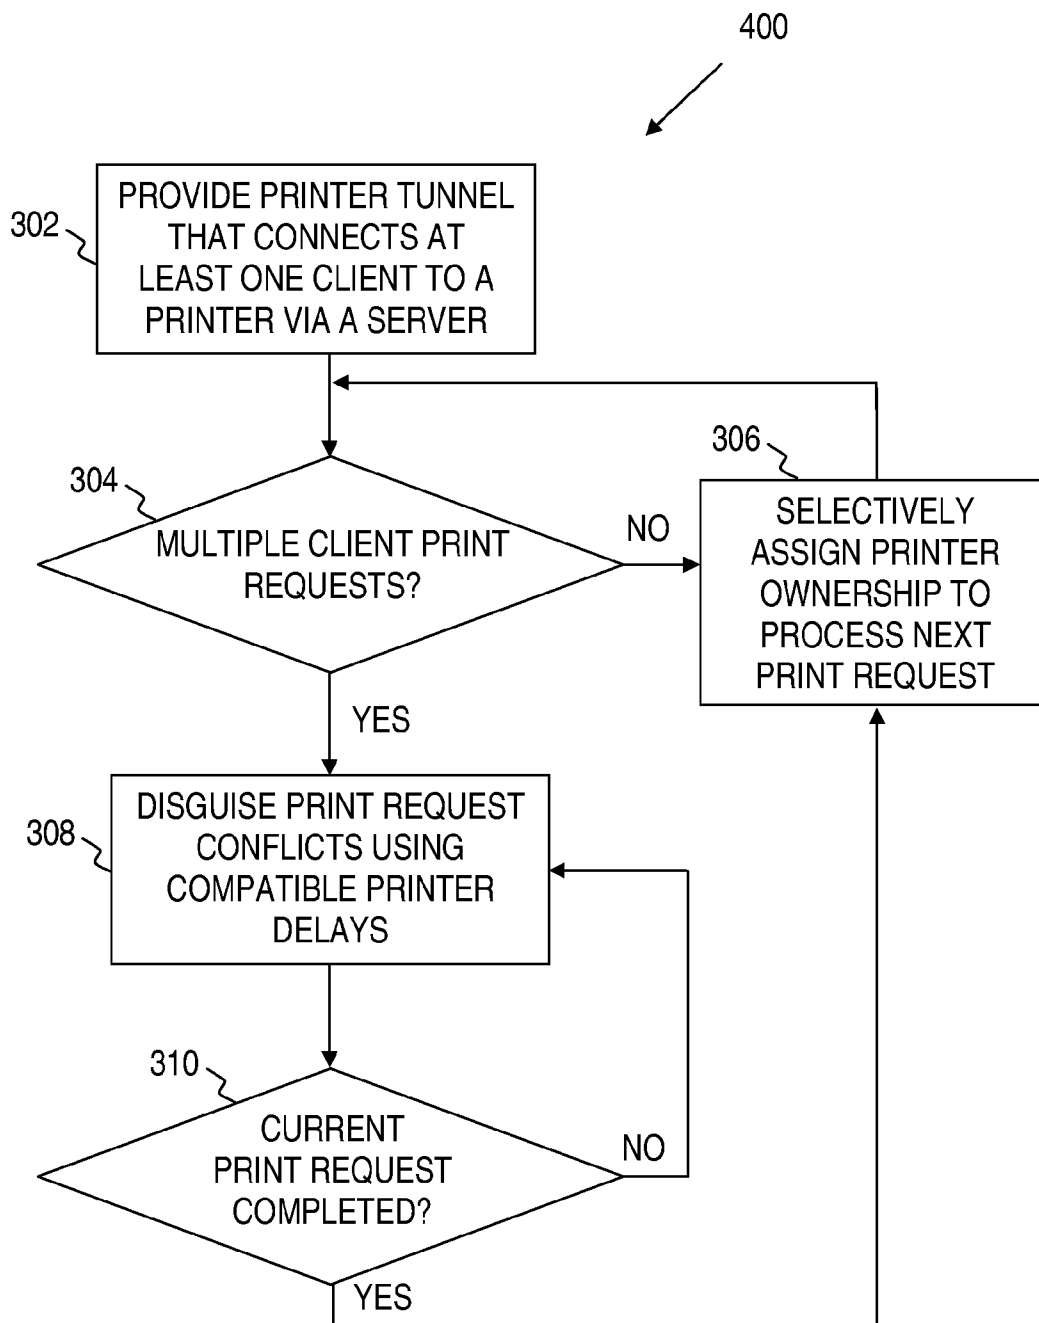 400
302
PROVIDE PRINTER TUNNEL
THAT CONNECTS AT
LEAST ONE CLIENT TO A
PRINTER VIA A SERVER
304
MULTIPLE CLIENT PRINT
REQUESTS?
NO
306
SELECTIVELY
ASSIGN PRINTER
OWNERSHIP TO
PROCESS NEXT
PRINT REQUEST
YES
308
DISGUISE PRINT REQUEST
CONFLICTS USING
COMPATIBLE PRINTER
DELAYS
310
CURRENT
PRINT REQUEST
COMPLETED?
NO
YES